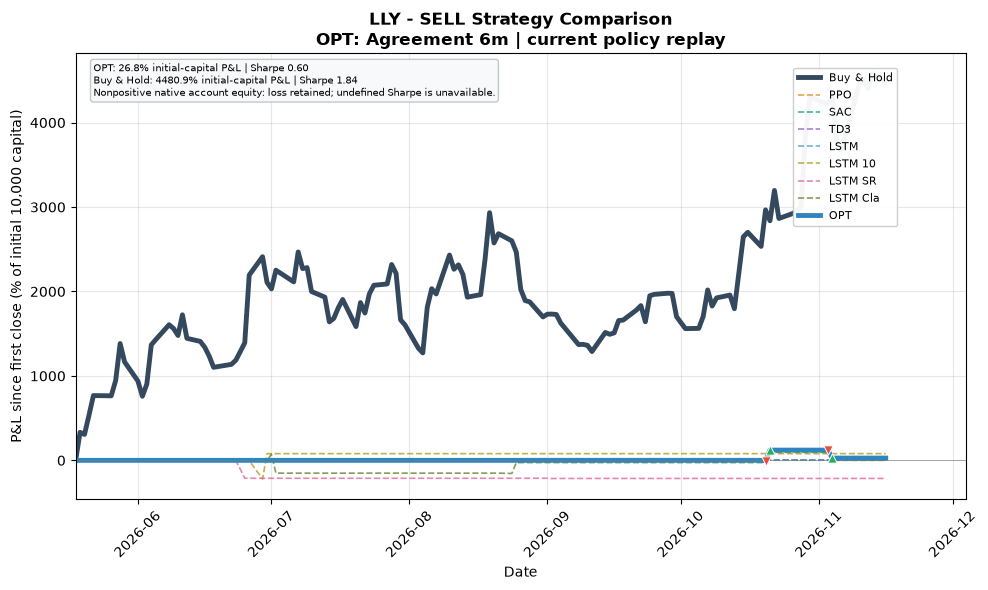 LLY - SELL Strategy Comparison
OPT: Agreement 6m | current policy replay
OPT: 26.8% initial-capital P&L | Sharpe 0.60
Buy & Hold: 4480.9% initial-capital P&L | Sharpe 1.84
Nonpositive native account equity: loss retained; undefined Sharpe is unavailable.
Buy & Hold
PPO
SAC
TD3
LSTM
LSTM 10
LSTM SR
LSTM Cla
OPT
P&L since first close (% of initial 10,000 capital)
4000
3000
2000
1000
0
2026-06
2026-07
2026-08
2026-09
2026-10
2026-11
2026-12
Date